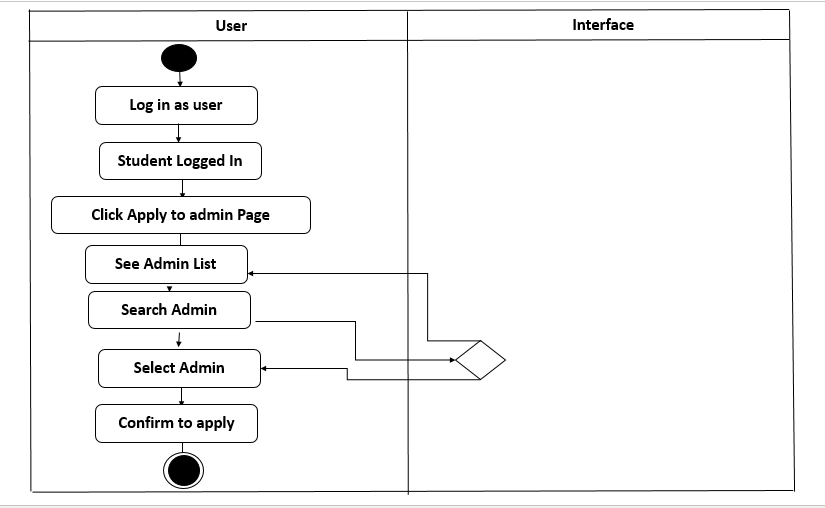 User
Interface
Log in as user
Student Logged In
Click Apply to admin Page
See Admin List
Search Admin
Select Admin
Confirm to apply